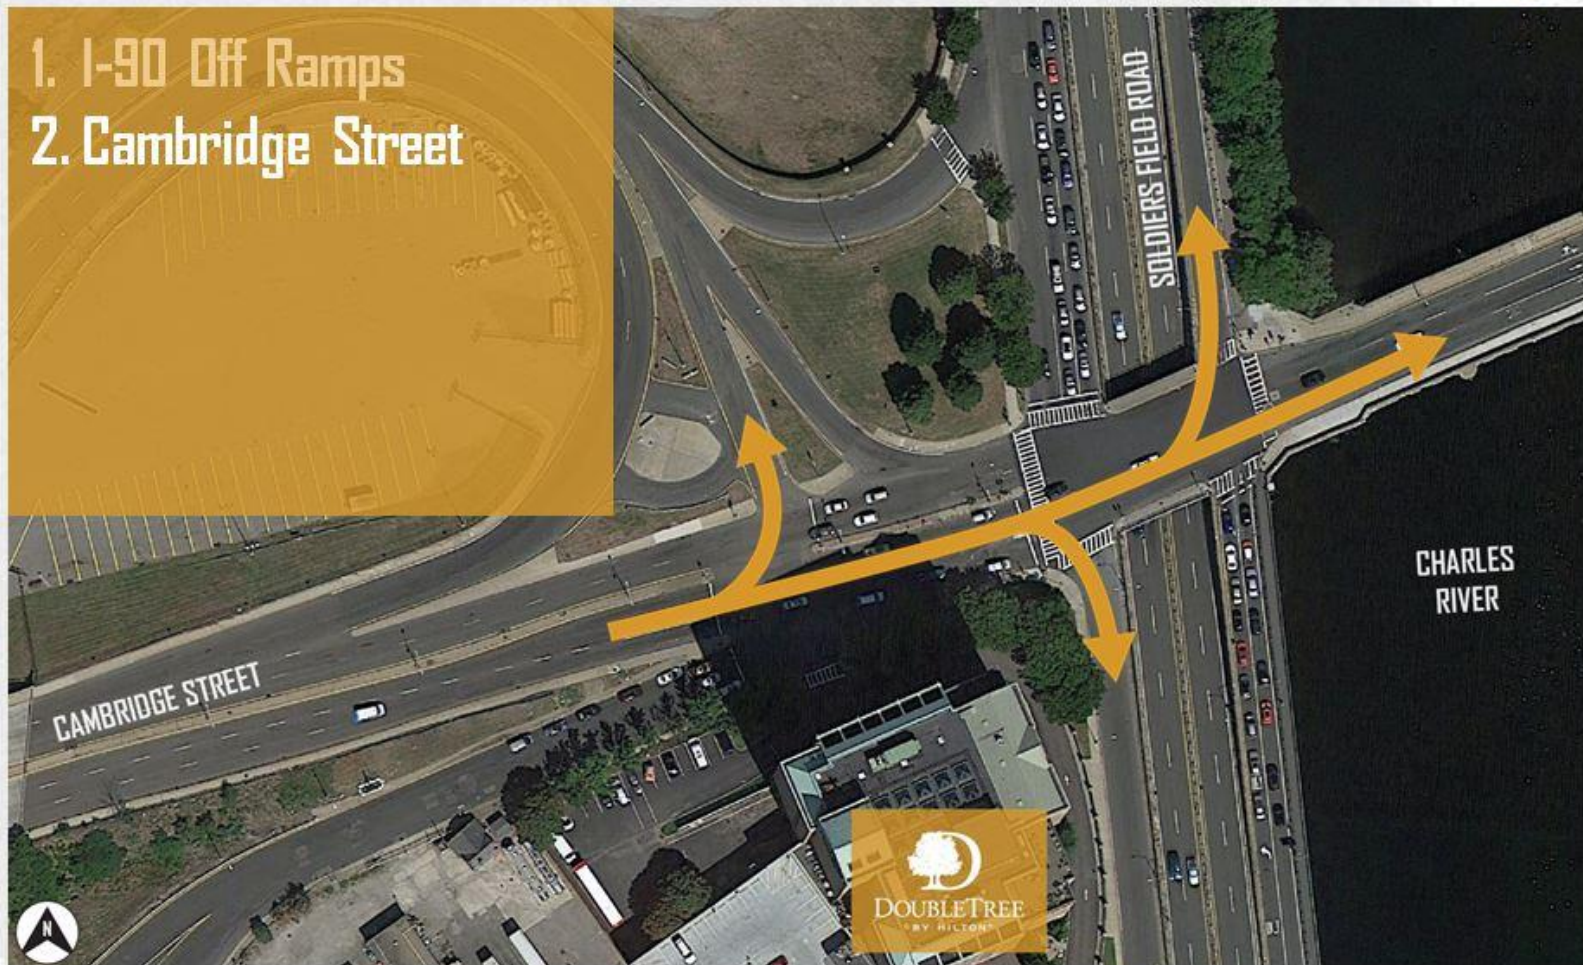 1. I-90 Off Ramps
2. Cambridge Street
SOLDIERS FIELD ROAD
CHARLES
RIVER
CAMBRIDGE STREET
D
DOUBLETREE
BY HILTON
N